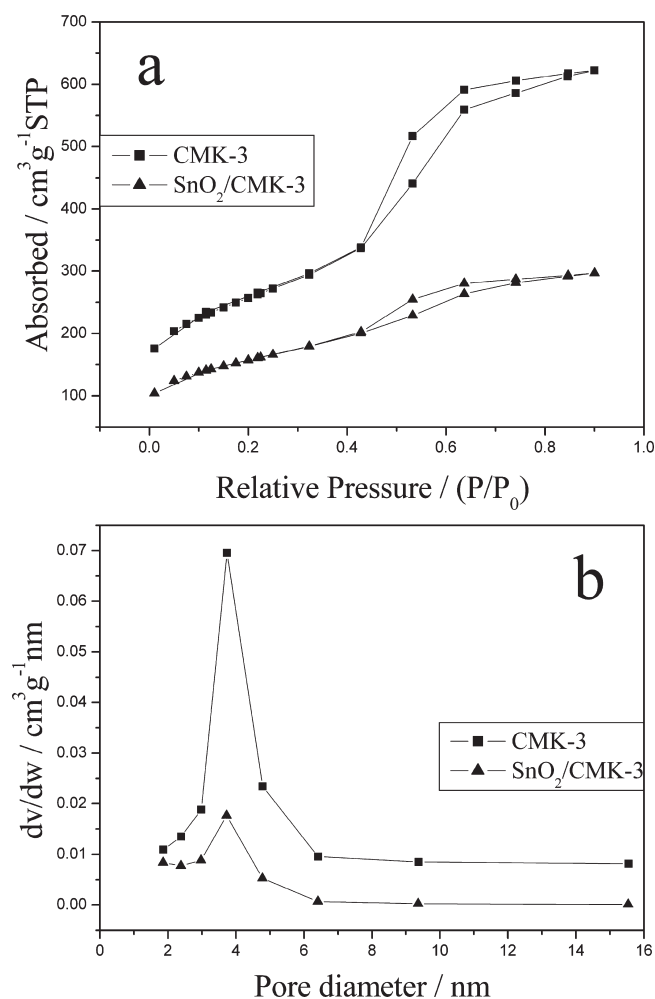 a
CMK-3
SnO₂/CMK-3
Absorbed / cm³g⁻¹STP
700
600
500
400
300
200
100
0.0 0.2 0.4 0.6 0.8 1.0
Relative Pressure / (P/P₀)
b
CMK-3
SnO₂/CMK-3
dv/dw / cm³g⁻¹nm
0.07
0.06
0.05
0.04
0.03
0.02
0.01
0.00
0 2 4 6 8 10 12 14 16
Pore diameter / nm